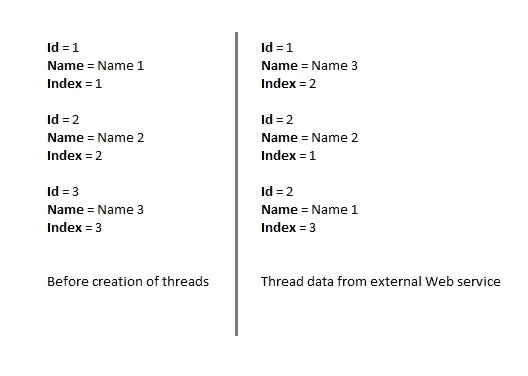 Id = 1
Name = Name 1
Index = 1
Id = 2
Name = Name 2
Index = 2
Id = 3
Name = Name 3
Index = 3
Before creation of threads
Id = 1
Name = Name 3
Index = 2
Id = 2
Name = Name 2
Index = 1
Id = 2
Name = Name 1
Index = 3
Thread data from external Web service